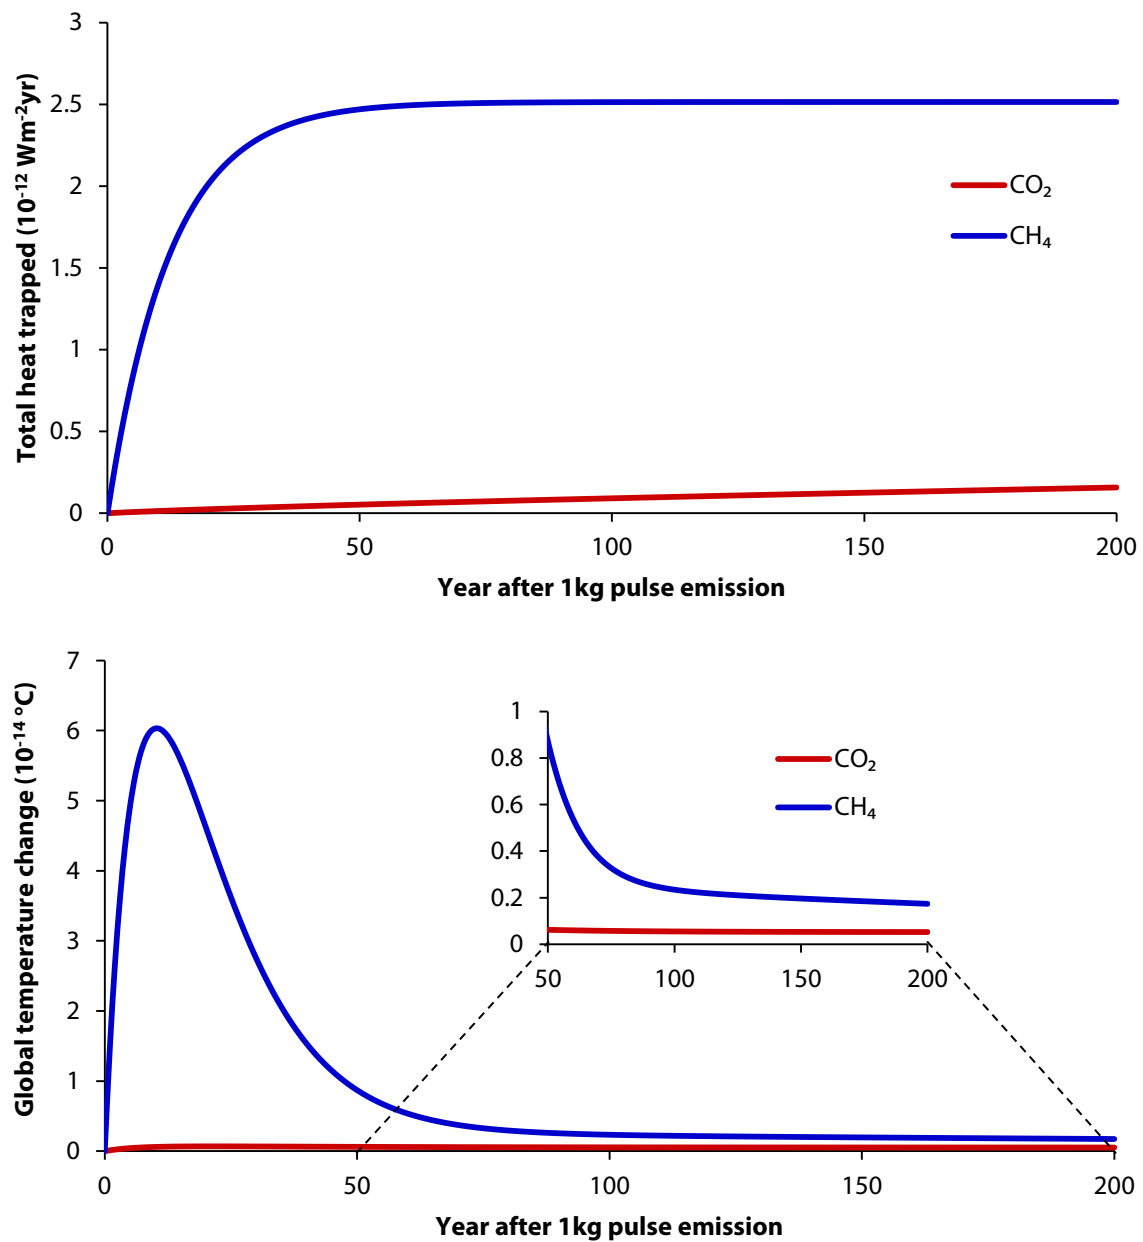 Total heat trapped (10⁻¹² Wm⁻²yr)
3
2.5
2
1.5
1
0.5
0
CO₂
CH₄
0 50 100 150 200
Year after 1kg pulse emission
Global temperature change (10⁻¹⁴ °C)
7
6
5
4
3
2
1
0
1
0.8
0.6
0.4
0.2
0
CO₂
CH₄
50 100 150 200
0 50 100 150 200
Year after 1kg pulse emission